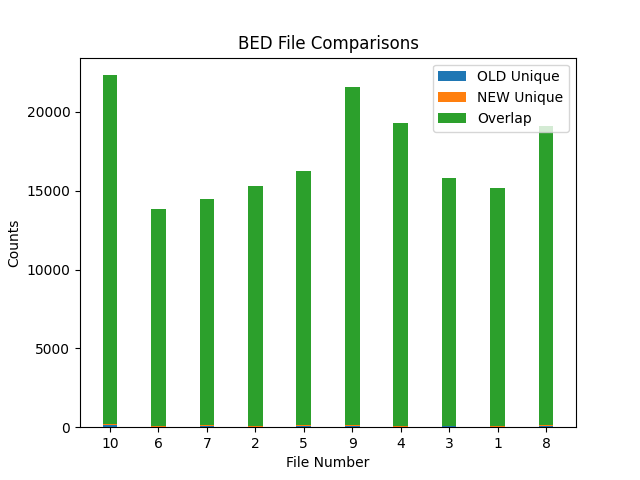 BED File Comparisons
OLD Unique
NEW Unique
Overlap
Counts
20000
15000
10000
5000
0
10 6 7 2 5 9 4 3 1 8
File Number